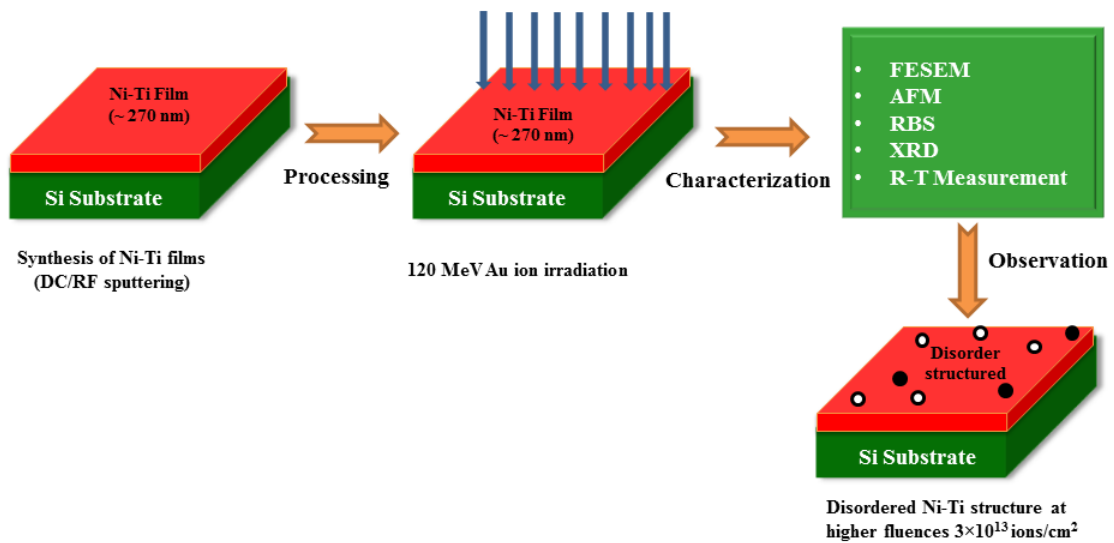 Ni-Ti Film
(~ 270 nm)
Si Substrate
Synthesis of Ni-Ti films
(DC/RF sputtering)
Processing
Ni-Ti Film
(~ 270 nm)
Si Substrate
120 MeV Au ion irradiation
Characterization
• FESEM
• AFM
• RBS
• XRD
• R-T Measurement
Observation
Disorder
structured
Si Substrate
Disordered Ni-Ti structure at
higher fluences 3×10¹³ ions/cm²